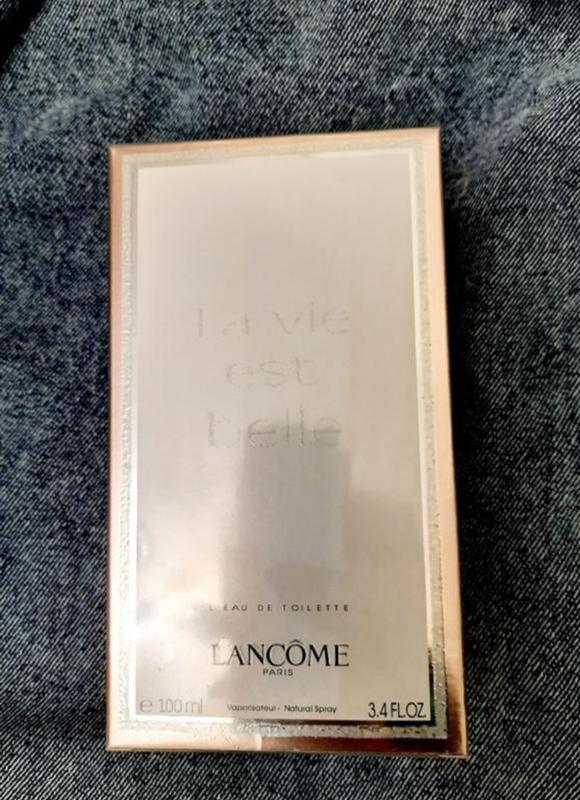 La vie
est
belle
L'EAU DE TOILETTE
LANCÔME
PARIS
℮ 100 ml Vaporisateur - Natural Spray 3.4 FL.OZ.